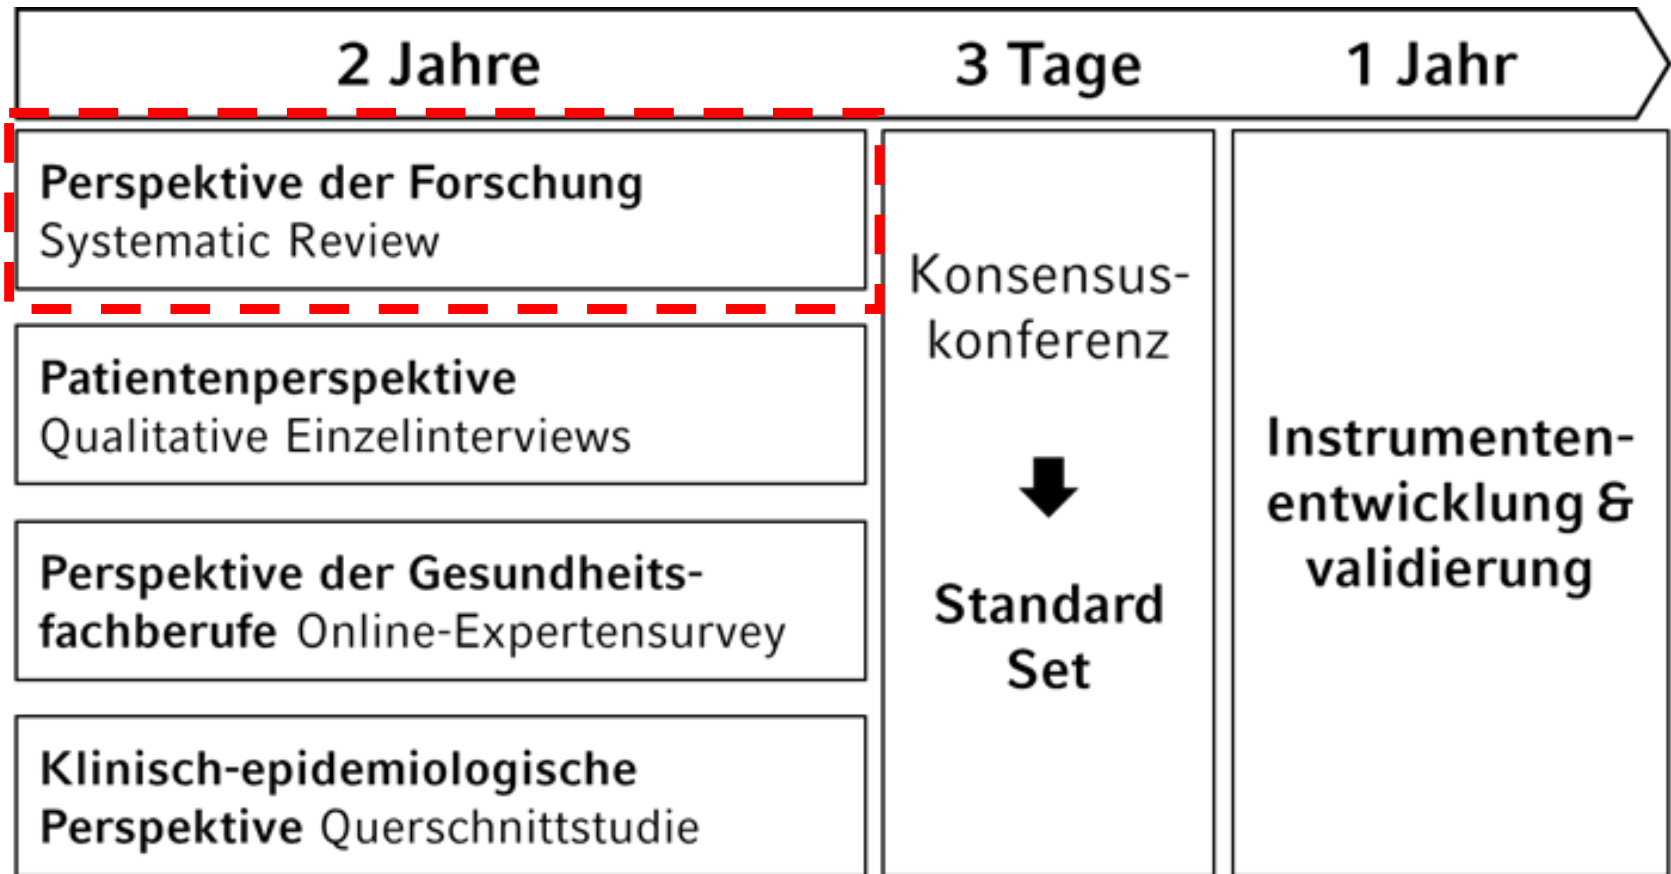 2 Jahre
3 Tage
1 Jahr
Perspektive der Forschung
Systematic Review
Patientenperspektive
Qualitative Einzelinterviews
Perspektive der Gesundheits-
fachberufe Online-Expertensurvey
Klinisch-epidemiologische
Perspektive Querschnittstudie
Konsensus-
konferenz
Standard
Set
Instrumenten-
entwicklung &
validierung